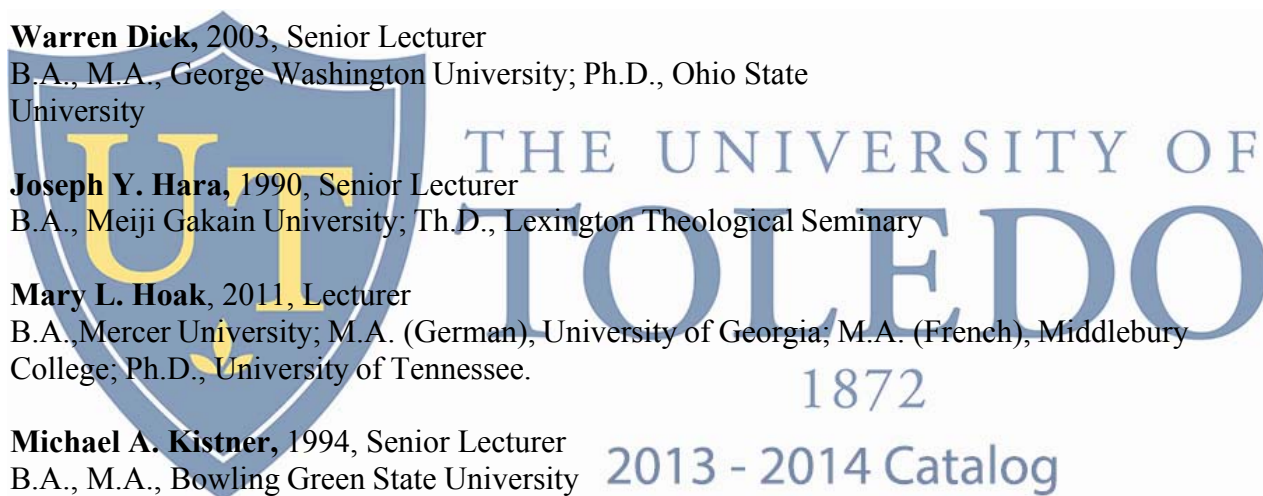 Warren Dick, 2003, Senior Lecturer
B.A., M.A., George Washington University; Ph.D., Ohio State
University
UT
THE UNIVERSITY OF
TOLEDO
1872
2013 - 2014 Catalog
Joseph Y. Hara, 1990, Senior Lecturer
B.A., Meiji Gakain University; Th.D., Lexington Theological Seminary
Mary L. Hoak, 2011, Lecturer
B.A.,Mercer University; M.A. (German), University of Georgia; M.A. (French), Middlebury
College; Ph.D., University of Tennessee.
Michael A. Kistner, 1994, Senior Lecturer
B.A., M.A., Bowling Green State University